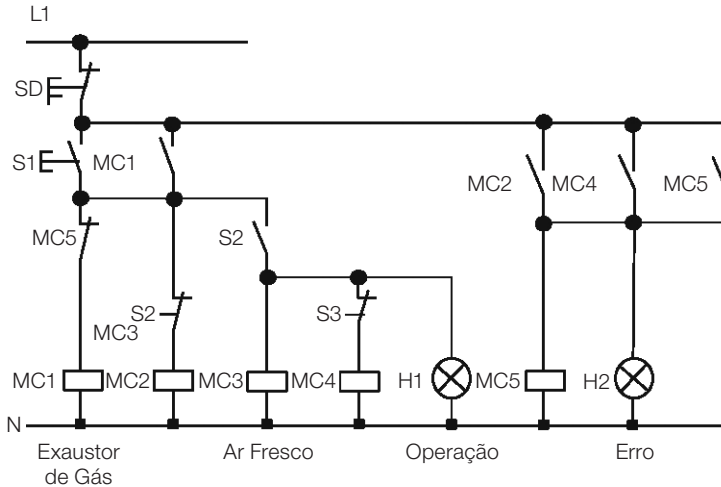 L1
SD
S1
MC1
MC2
MC4
MC5
MC5
S2
S2
MC3
S3
MC1
MC2
MC3
MC4
H1
MC5
H2
N
Exaustor
de Gás
Ar Fresco
Operação
Erro